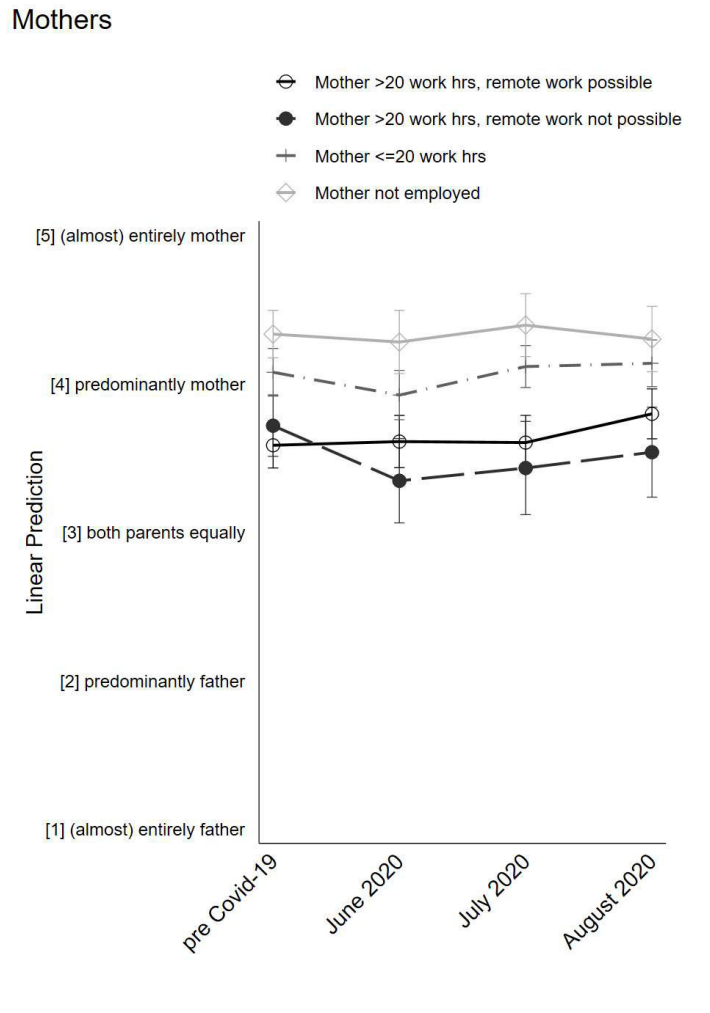 Mothers
Mother >20 work hrs, remote work possible
Mother >20 work hrs, remote work not possible
Mother <=20 work hrs
Mother not employed
[5] (almost) entirely mother
[4] predominantly mother
[3] both parents equally
[2] predominantly father
[1] (almost) entirely father
Linear Prediction
pre Covid-19
June 2020
July 2020
August 2020